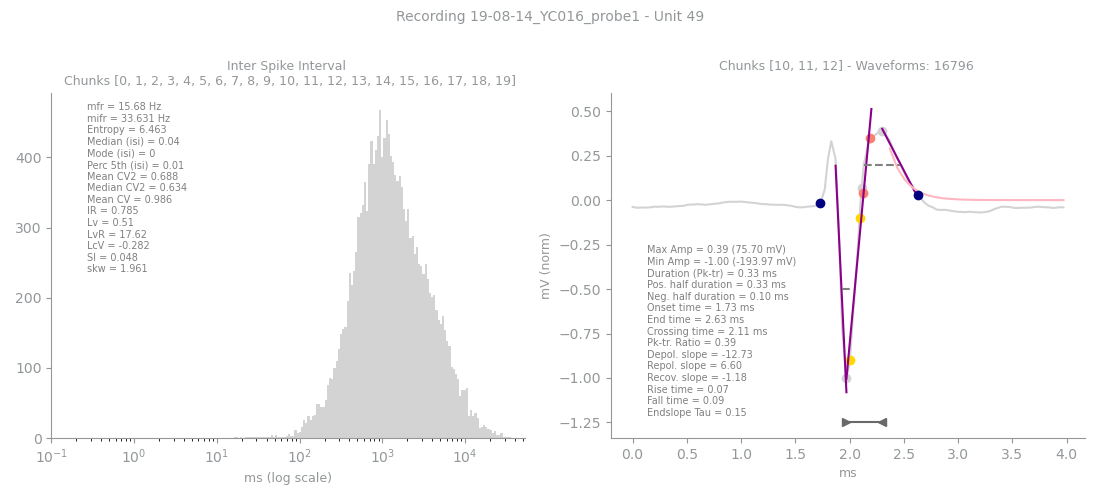 Recording 19-08-14_YC016_probe1 - Unit 49
Inter Spike Interval
Chunks [0, 1, 2, 3, 4, 5, 6, 7, 8, 9, 10, 11, 12, 13, 14, 15, 16, 17, 18, 19]
mfr = 15.68 Hz
mifr = 33.631 Hz
Entropy = 6.463
Median (isi) = 0.04
Mode (isi) = 0
Perc 5th (isi) = 0.01
Mean CV2 = 0.688
Median CV2 = 0.634
Mean CV = 0.986
IR = 0.785
Lv = 0.51
LvR = 17.62
LcV = -0.282
SI = 0.048
skw = 1.961
400
300
200
100
0
10⁻¹ 10⁰ 10¹ 10² 10³ 10⁴
ms (log scale)
Chunks [10, 11, 12] - Waveforms: 16796
mV (norm)
0.50
0.25
0.00
−0.25
−0.50
−0.75
−1.00
−1.25
Max Amp = 0.39 (75.70 mV)
Min Amp = -1.00 (-193.97 mV)
Duration (Pk-tr) = 0.33 ms
Pos. half duration = 0.33 ms
Neg. half duration = 0.10 ms
Onset time = 1.73 ms
End time = 2.63 ms
Crossing time = 2.11 ms
Pk-tr. Ratio = 0.39
Depol. slope = -12.73
Repol. slope = 6.60
Recov. slope = -1.18
Rise time = 0.07
Fall time = 0.09
Endslope Tau = 0.15
0.0 0.5 1.0 1.5 2.0 2.5 3.0 3.5 4.0
ms